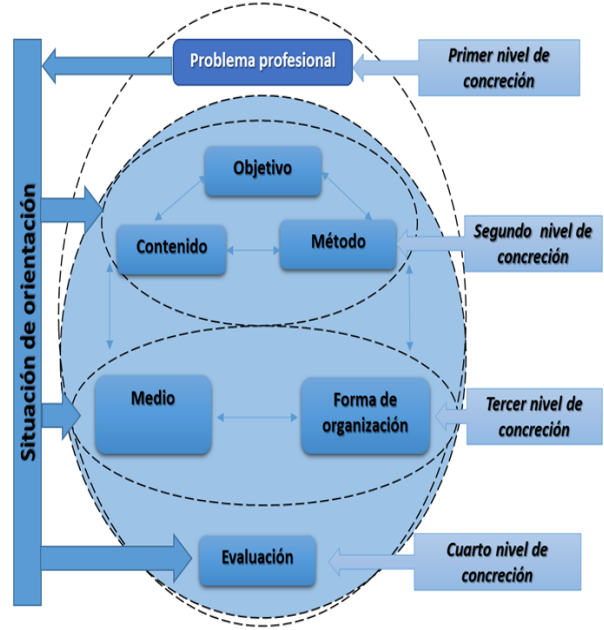 Problema profesional
Primer nivel de
concreción
Situación de orientación
Objetivo
Contenido
Método
Segundo nivel de
concreción
Medio
Forma de
organización
Tercer nivel de
concreción
Evaluación
Cuarto nivel de
concreción